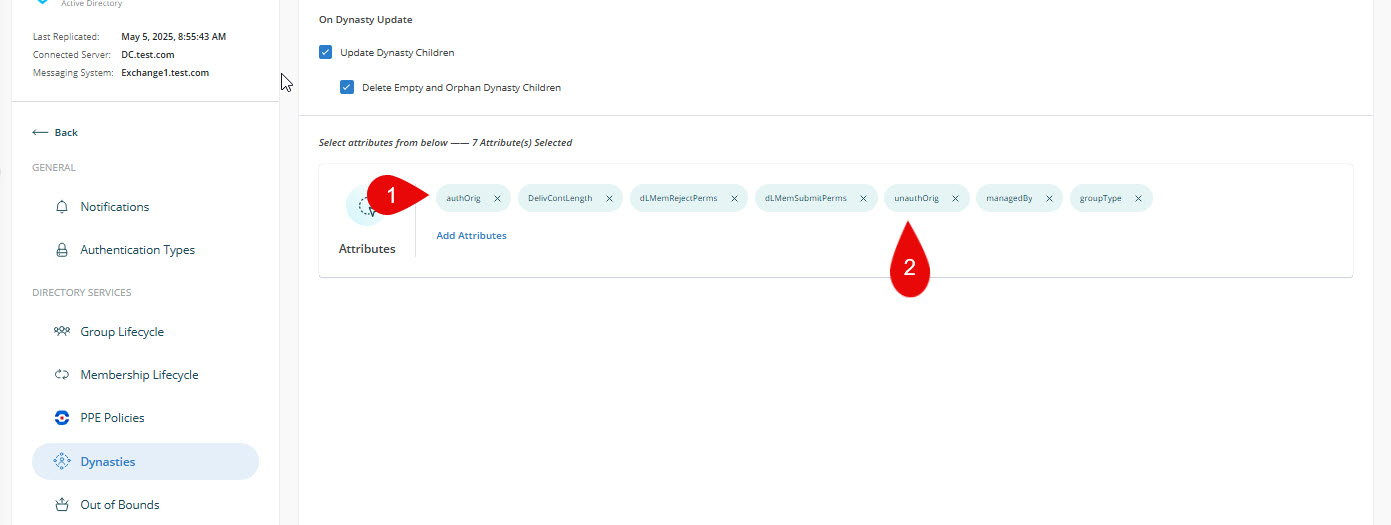 Active Directory
Last Replicated: May 5, 2025, 8:55:43 AM
Connected Server: DC.test.com
Messaging System: Exchange1.test.com
Back
GENERAL
Notifications
Authentication Types
DIRECTORY SERVICES
Group Lifecycle
Membership Lifecycle
PPE Policies
Dynasties
Out of Bounds
On Dynasty Update
Update Dynasty Children
Delete Empty and Orphan Dynasty Children
Select attributes from below —— 7 Attribute(s) Selected
1
authOrig DelivContLength dLMemRejectPerms dLMemSubmitPerms unauthOrig managedBy groupType
Add Attributes
Attributes
2